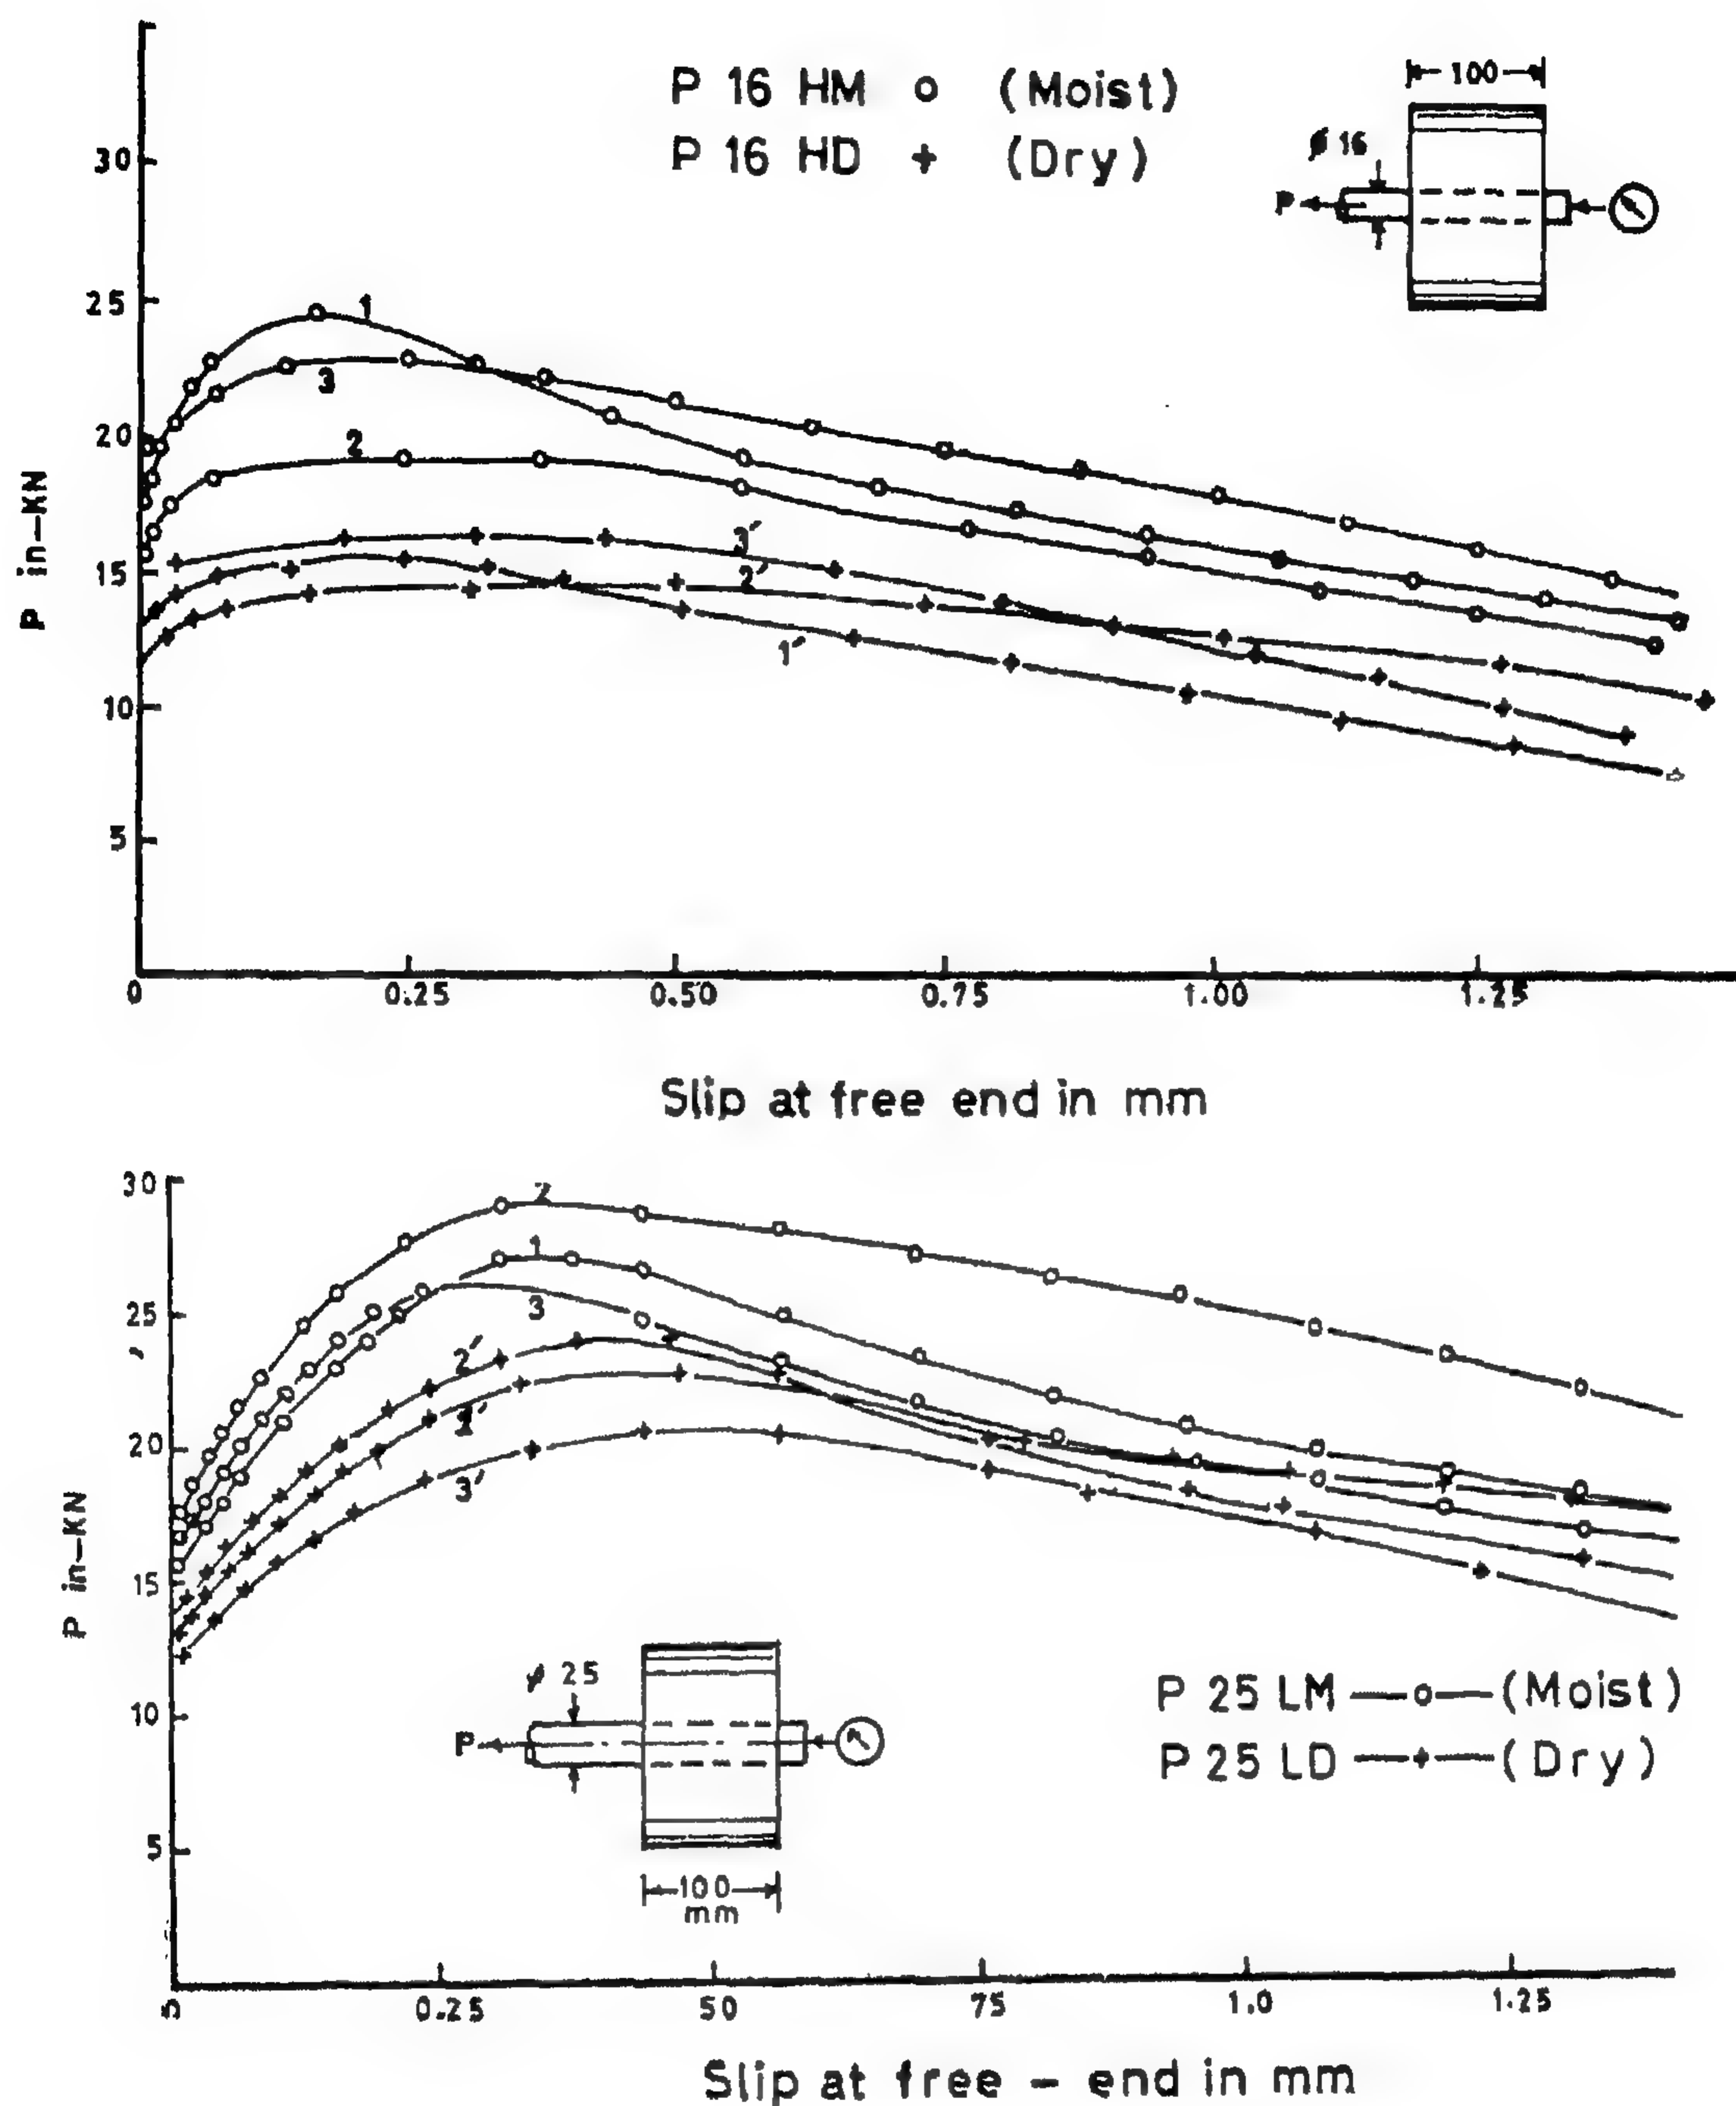 P 16 HM o (Moist)
P 16 HD + (Dry)
100
ø 16
P
30
25
20
15
10
5
P in-KN
1
3
2
3′
2′
1′
0 0.25 0.50 0.75 1.00 1.25
Slip at free end in mm
30
25
20
15
10
5
P in-KN
2
1
3
2′
1′
3′
ø 25
P
100
mm
P 25 LM —o— (Moist)
P 25 LD —+— (Dry)
0.25 50 75 1.0 1.25
Slip at free - end in mm